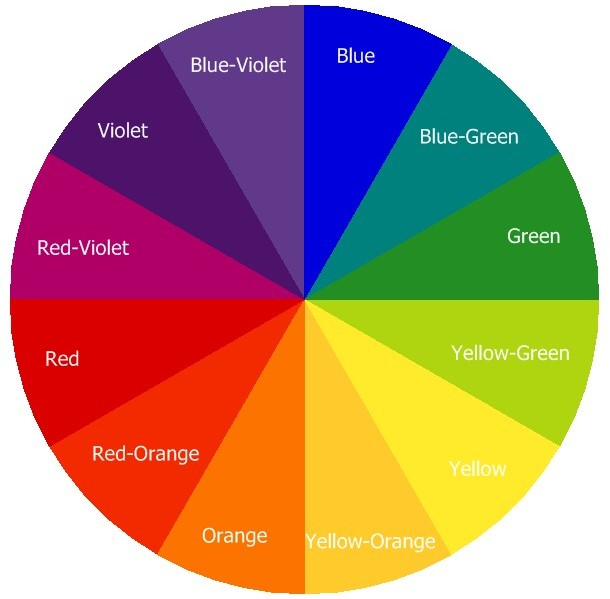 Blue
Blue-Violet
Violet
Blue-Green
Green
Red-Violet
Yellow-Green
Red
Red-Orange
Yellow
Orange
Yellow-Orange